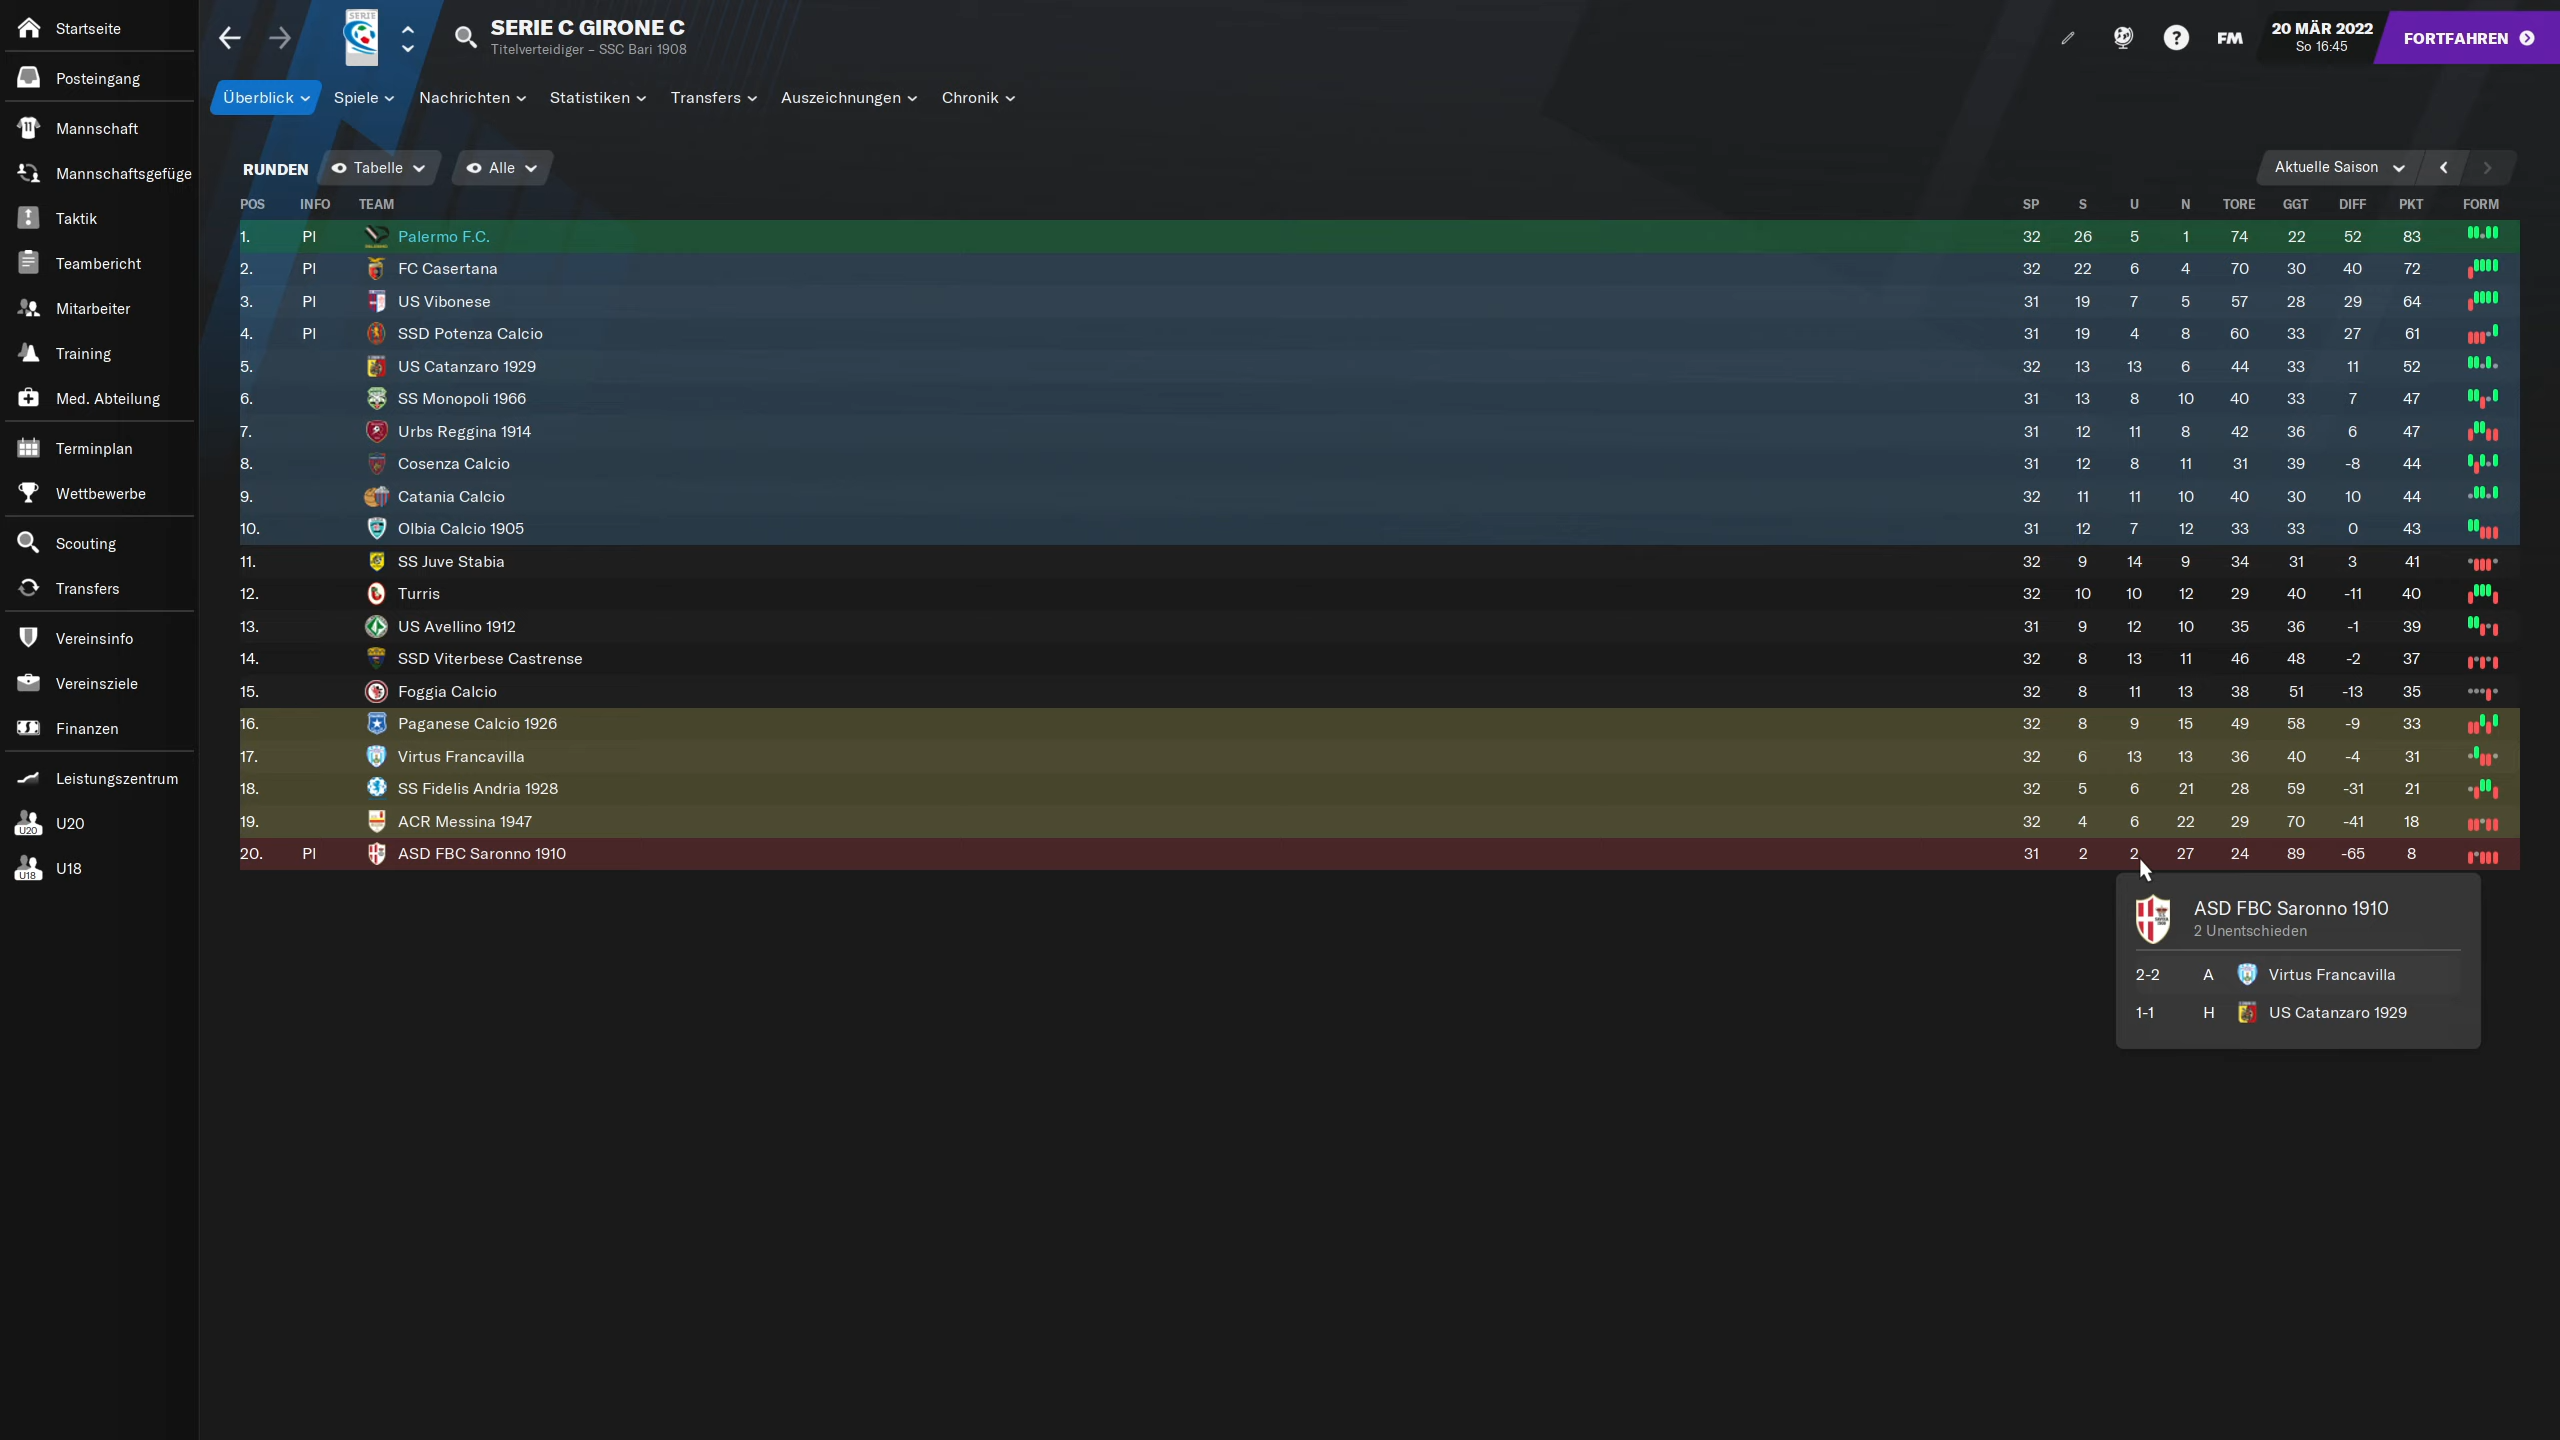 Startseite
Posteingang
Mannschaft
Mannschaftsgefüge
Taktik
Teambericht
Mitarbeiter
Training
Med. Abteilung
Terminplan
Wettbewerbe
Scouting
Transfers
Vereinsinfo
Vereinsziele
Finanzen
Leistungszentrum
U20 U20
U18 U18
SERIE C GIRONE C
Titelverteidiger – SSC Bari 1908
FM
20 MÄR 2022
So 16:45
FORTFAHREN
Überblick Spiele Nachrichten Statistiken Transfers Auszeichnungen Chronik
RUNDEN Tabelle Alle Aktuelle Saison
POS INFO TEAM SP S U N TORE GGT DIFF PKT FORM
1. PI Palermo F.C. 32 26 5 1 74 22 52 83
2. PI FC Casertana 32 22 6 4 70 30 40 72
3. PI US Vibonese 31 19 7 5 57 28 29 64
4. PI SSD Potenza Calcio 31 19 4 8 60 33 27 61
5. US Catanzaro 1929 32 13 13 6 44 33 11 52
6. SS Monopoli 1966 31 13 8 10 40 33 7 47
7. Urbs Reggina 1914 31 12 11 8 42 36 6 47
8. Cosenza Calcio 31 12 8 11 31 39 -8 44
9. Catania Calcio 32 11 11 10 40 30 10 44
10. Olbia Calcio 1905 31 12 7 12 33 33 0 43
11. SS Juve Stabia 32 9 14 9 34 31 3 41
12. Turris 32 10 10 12 29 40 -11 40
13. US Avellino 1912 31 9 12 10 35 36 -1 39
14. SSD Viterbese Castrense 32 8 13 11 46 48 -2 37
15. Foggia Calcio 32 8 11 13 38 51 -13 35
16. Paganese Calcio 1926 32 8 9 15 49 58 -9 33
17. Virtus Francavilla 32 6 13 13 36 40 -4 31
18. SS Fidelis Andria 1928 32 5 6 21 28 59 -31 21
19. ACR Messina 1947 32 4 6 22 29 70 -41 18
20. PI ASD FBC Saronno 1910 31 2 2 27 24 89 -65 8
ASD FBC Saronno 1910
2 Unentschieden
2-2 A Virtus Francavilla
1-1 H US Catanzaro 1929